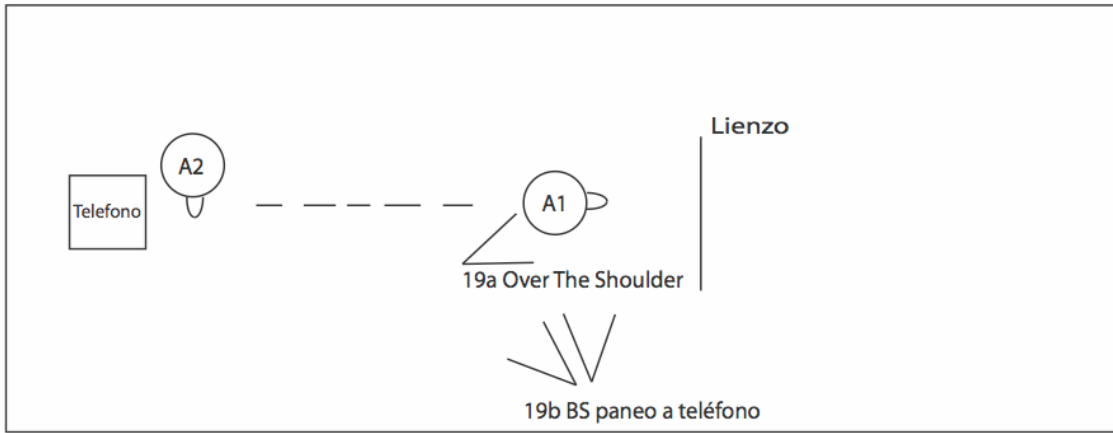 Lienzo
A2
Telefono
A1
19a Over The Shoulder
19b BS paneo a teléfono